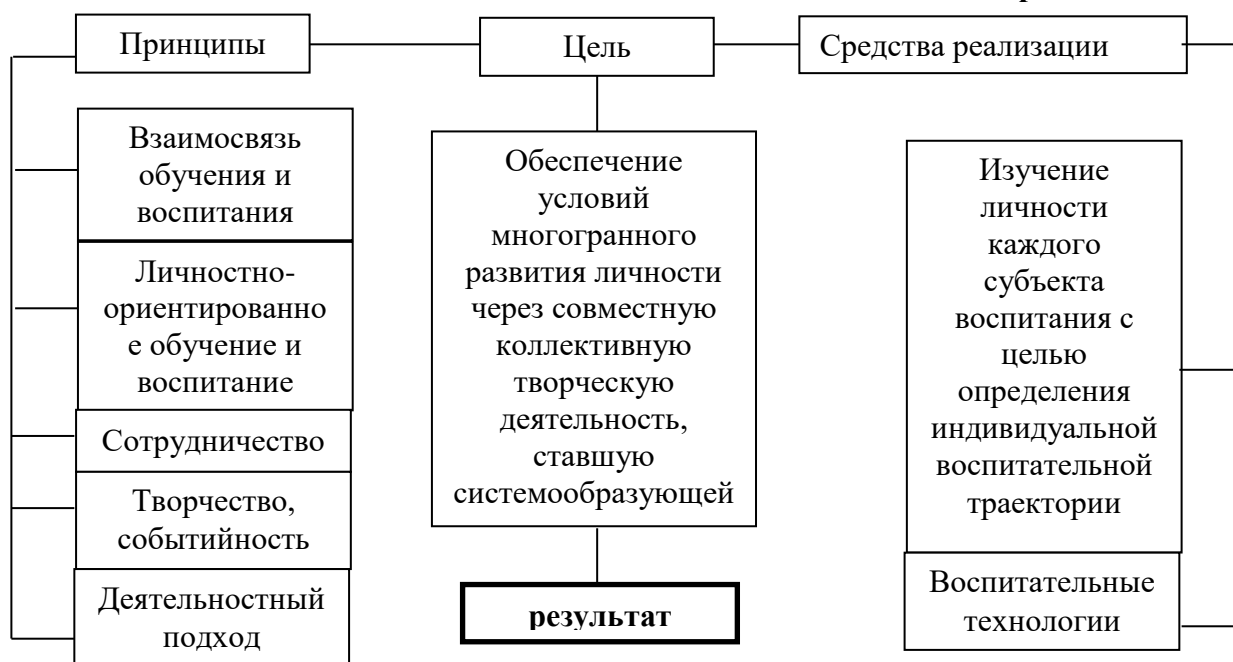 Принципы
Цель
Средства реализации
Взаимосвязь
обучения и
воспитания
Личностно-
ориентированно
е обучение и
воспитание
Сотрудничество
Творчество,
событийность
Деятельностный
подход
Обеспечение
условий
многогранного
развития личности
через совместную
коллективную
творческую
деятельность,
ставшую
системообразующей
результат
Изучение
личности
каждого
субъекта
воспитания с
целью
определения
индивидуальной
воспитательной
траектории
Воспитательные
технологии